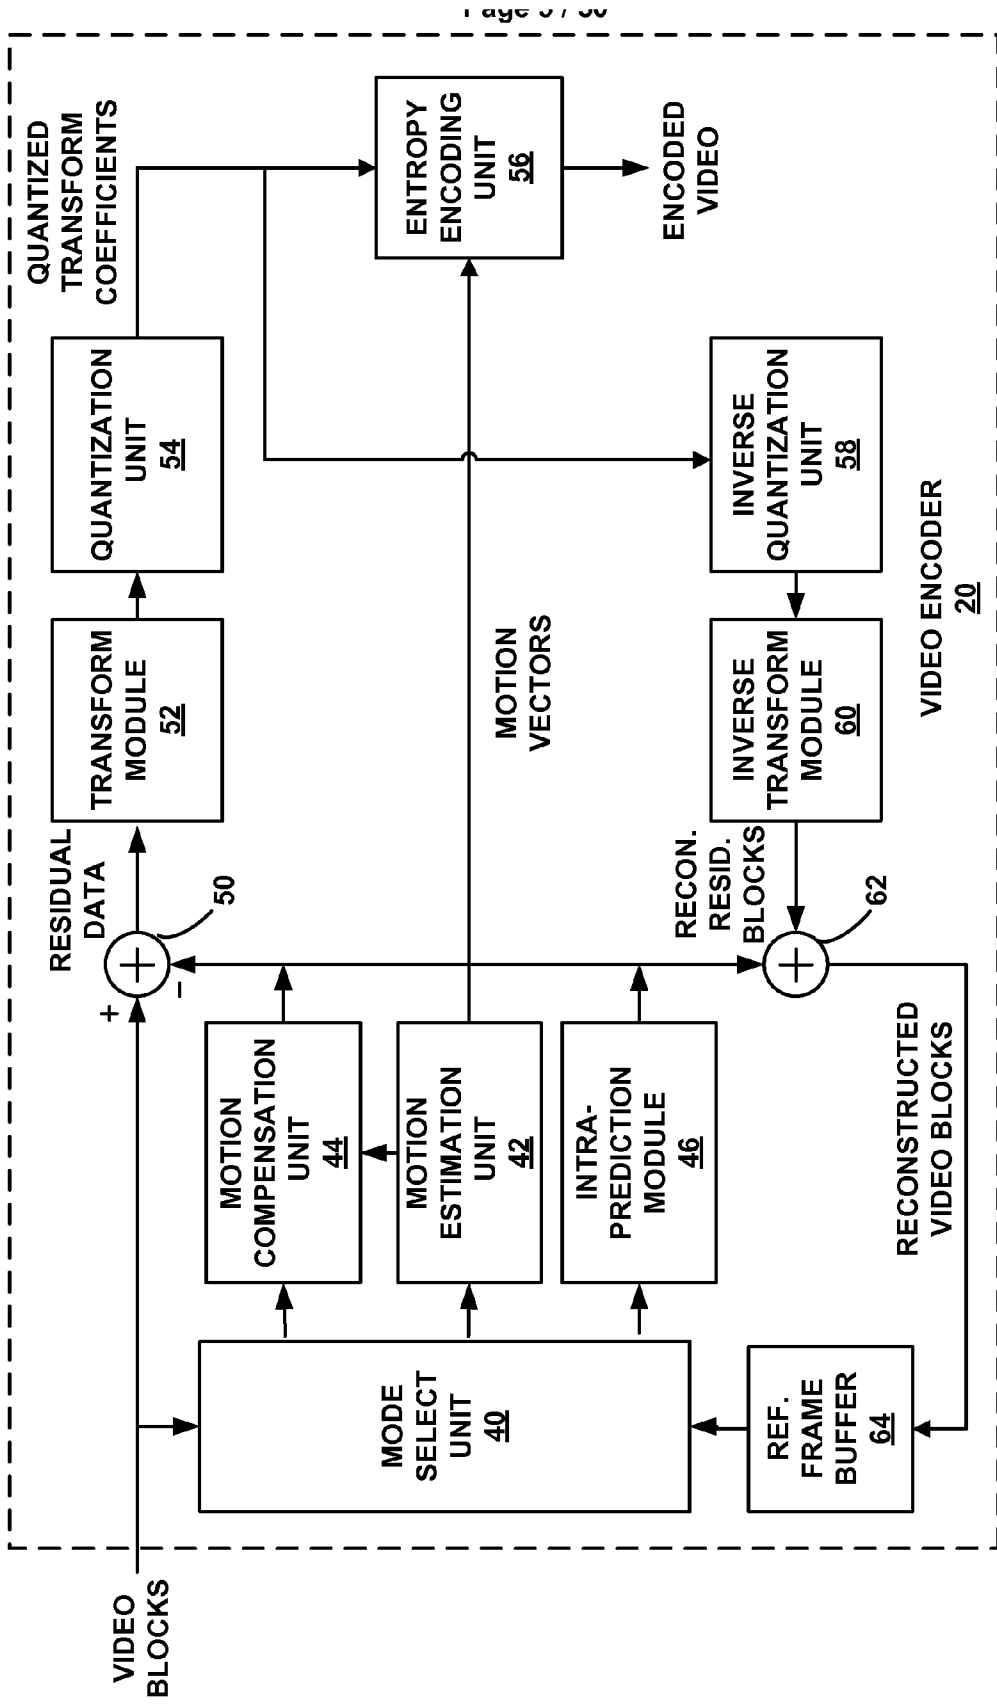 Page 5 / 30
VIDEO
BLOCKS
+
−
50
RESIDUAL
DATA
TRANSFORM
MODULE
52
QUANTIZATION
UNIT
54
QUANTIZED
TRANSFORM
COEFFICIENTS
MODE
SELECT
UNIT
40
MOTION
COMPENSATION
UNIT
44
MOTION
ESTIMATION
UNIT
42
INTRA-
PREDICTION
MODULE
46
MOTION
VECTORS
ENTROPY
ENCODING
UNIT
56
ENCODED
VIDEO
REF.
FRAME
BUFFER
64
RECONSTRUCTED
VIDEO BLOCKS
62
RECON.
RESID.
BLOCKS
INVERSE
TRANSFORM
MODULE
60
INVERSE
QUANTIZATION
UNIT
58
VIDEO ENCODER
20